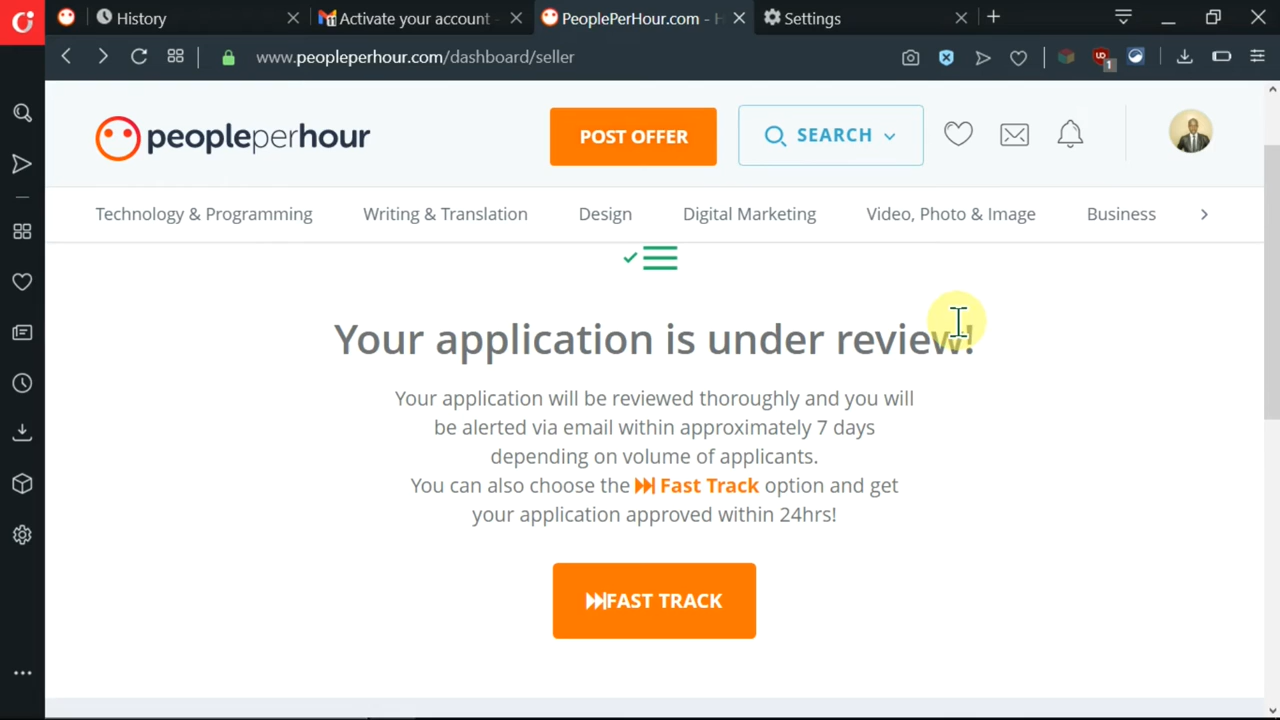 History
Activate your account
PeoplePerHour.com -
Settings
www.peopleperhour.com/dashboard/seller
1
peopleperhour
POST OFFER
SEARCH
Technology & Programming
Writing & Translation
Design
Digital Marketing
Video, Photo & Image
Business
Your application is under review!
Your application will be reviewed thoroughly and you will
be alerted via email within approximately 7 days
depending on volume of applicants.
You can also choose the Fast Track option and get
your application approved within 24hrs!
FAST TRACK